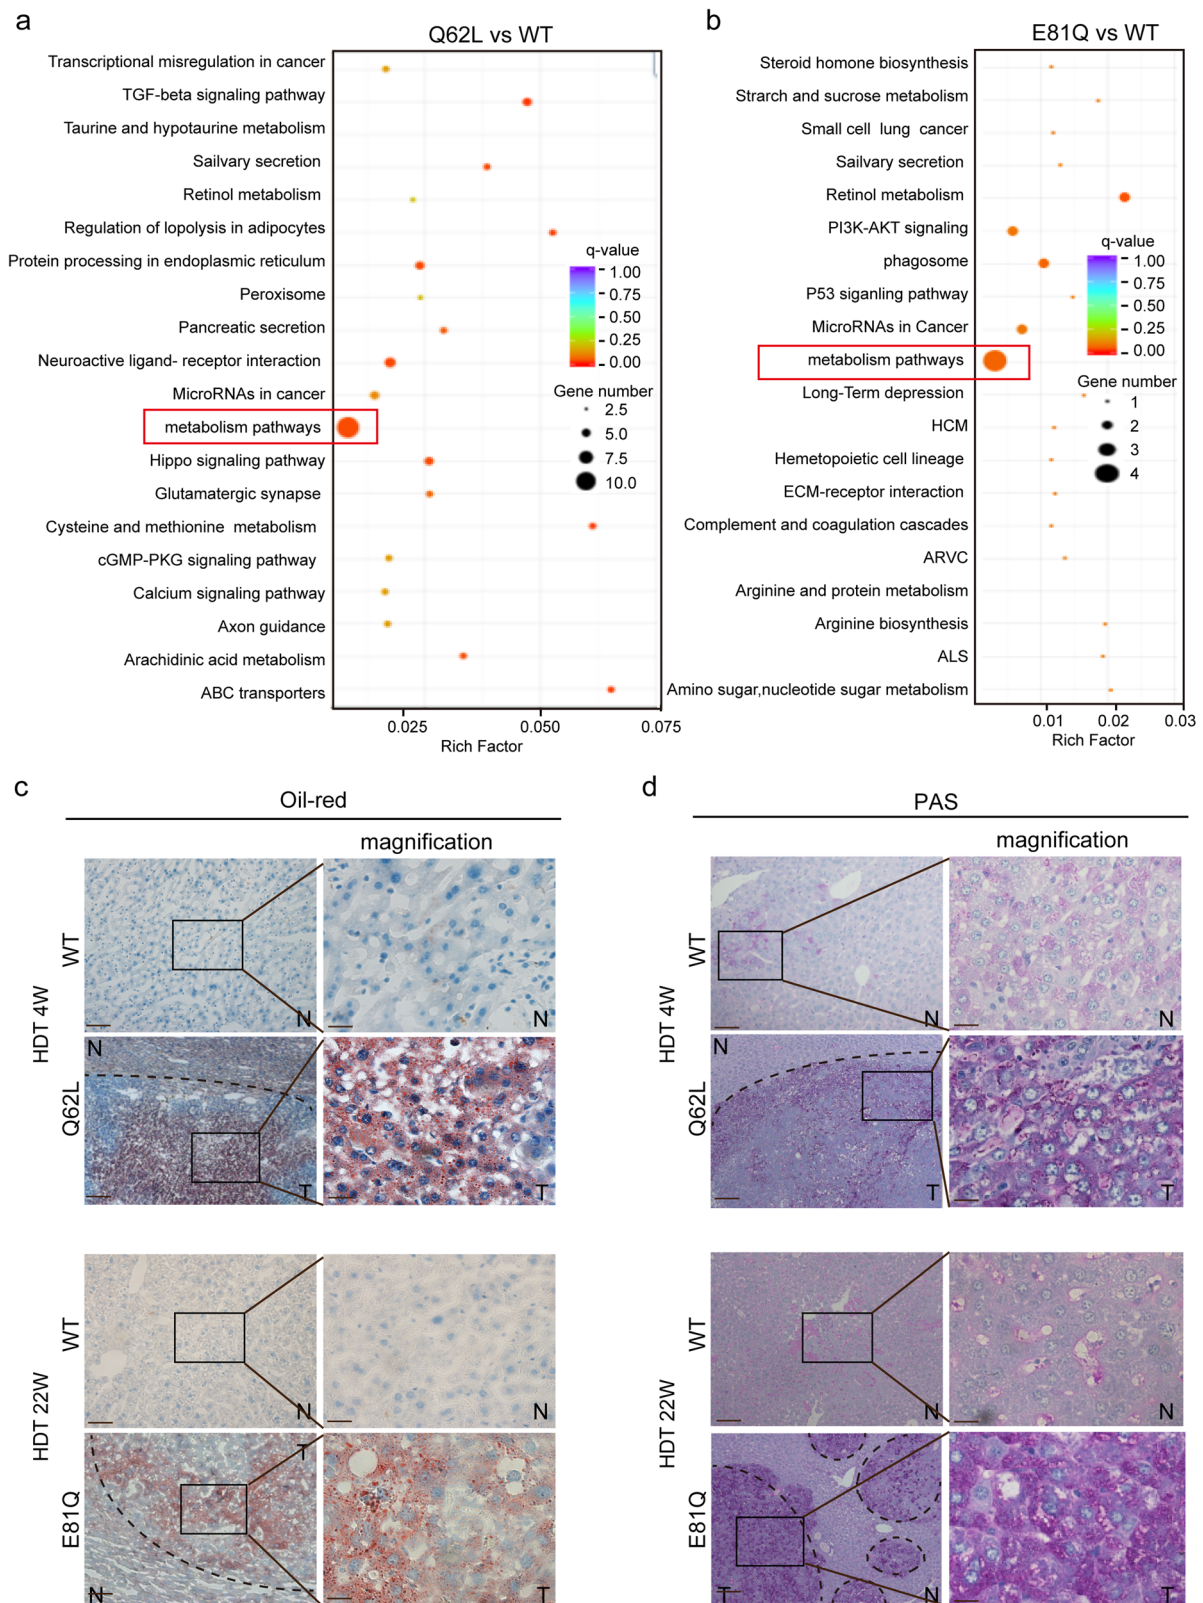 a
Q62L vs WT
Transcriptional misregulation in cancer
TGF-beta signaling pathway
Taurine and hypotaurine metabolism
Sailvary secretion
Retinol metabolism
Regulation of lopolysis in adipocytes
Protein processing in endoplasmic reticulum
Peroxisome
Pancreatic secretion
Neuroactive ligand- receptor interaction
MicroRNAs in cancer
metabolism pathways
Hippo signaling pathway
Glutamatergic synapse
Cysteine and methionine metabolism
cGMP-PKG signaling pathway
Calcium signaling pathway
Axon guidance
Arachidinic acid metabolism
ABC transporters
q-value
1.00
0.75
0.50
0.25
0.00
Gene number
2.5
5.0
7.5
10.0
0.025 0.050 0.075
Rich Factor
b
E81Q vs WT
Steroid homone biosynthesis
Strarch and sucrose metabolism
Small cell lung cancer
Sailvary secretion
Retinol metabolism
PI3K-AKT signaling
phagosome
P53 siganling pathway
MicroRNAs in Cancer
metabolism pathways
Long-Term depression
HCM
Hemetopoietic cell lineage
ECM-receptor interaction
Complement and coagulation cascades
ARVC
Arginine and protein metabolism
Arginine biosynthesis
ALS
Amino sugar,nucleotide sugar metabolism
q-value
1.00
0.75
0.50
0.25
0.00
Gene number
1
2
3
4
0.01 0.02 0.03
Rich Factor
c
Oil-red
magnification
HDT 4W
WT
N
N
Q62L
N
T
HDT 22W
WT
N
N
E81Q
T
N
T
d
PAS
magnification
HDT 4W
WT
N
N
Q62L
N
T
T
HDT 22W
WT
N
N
E81Q
T
N
T